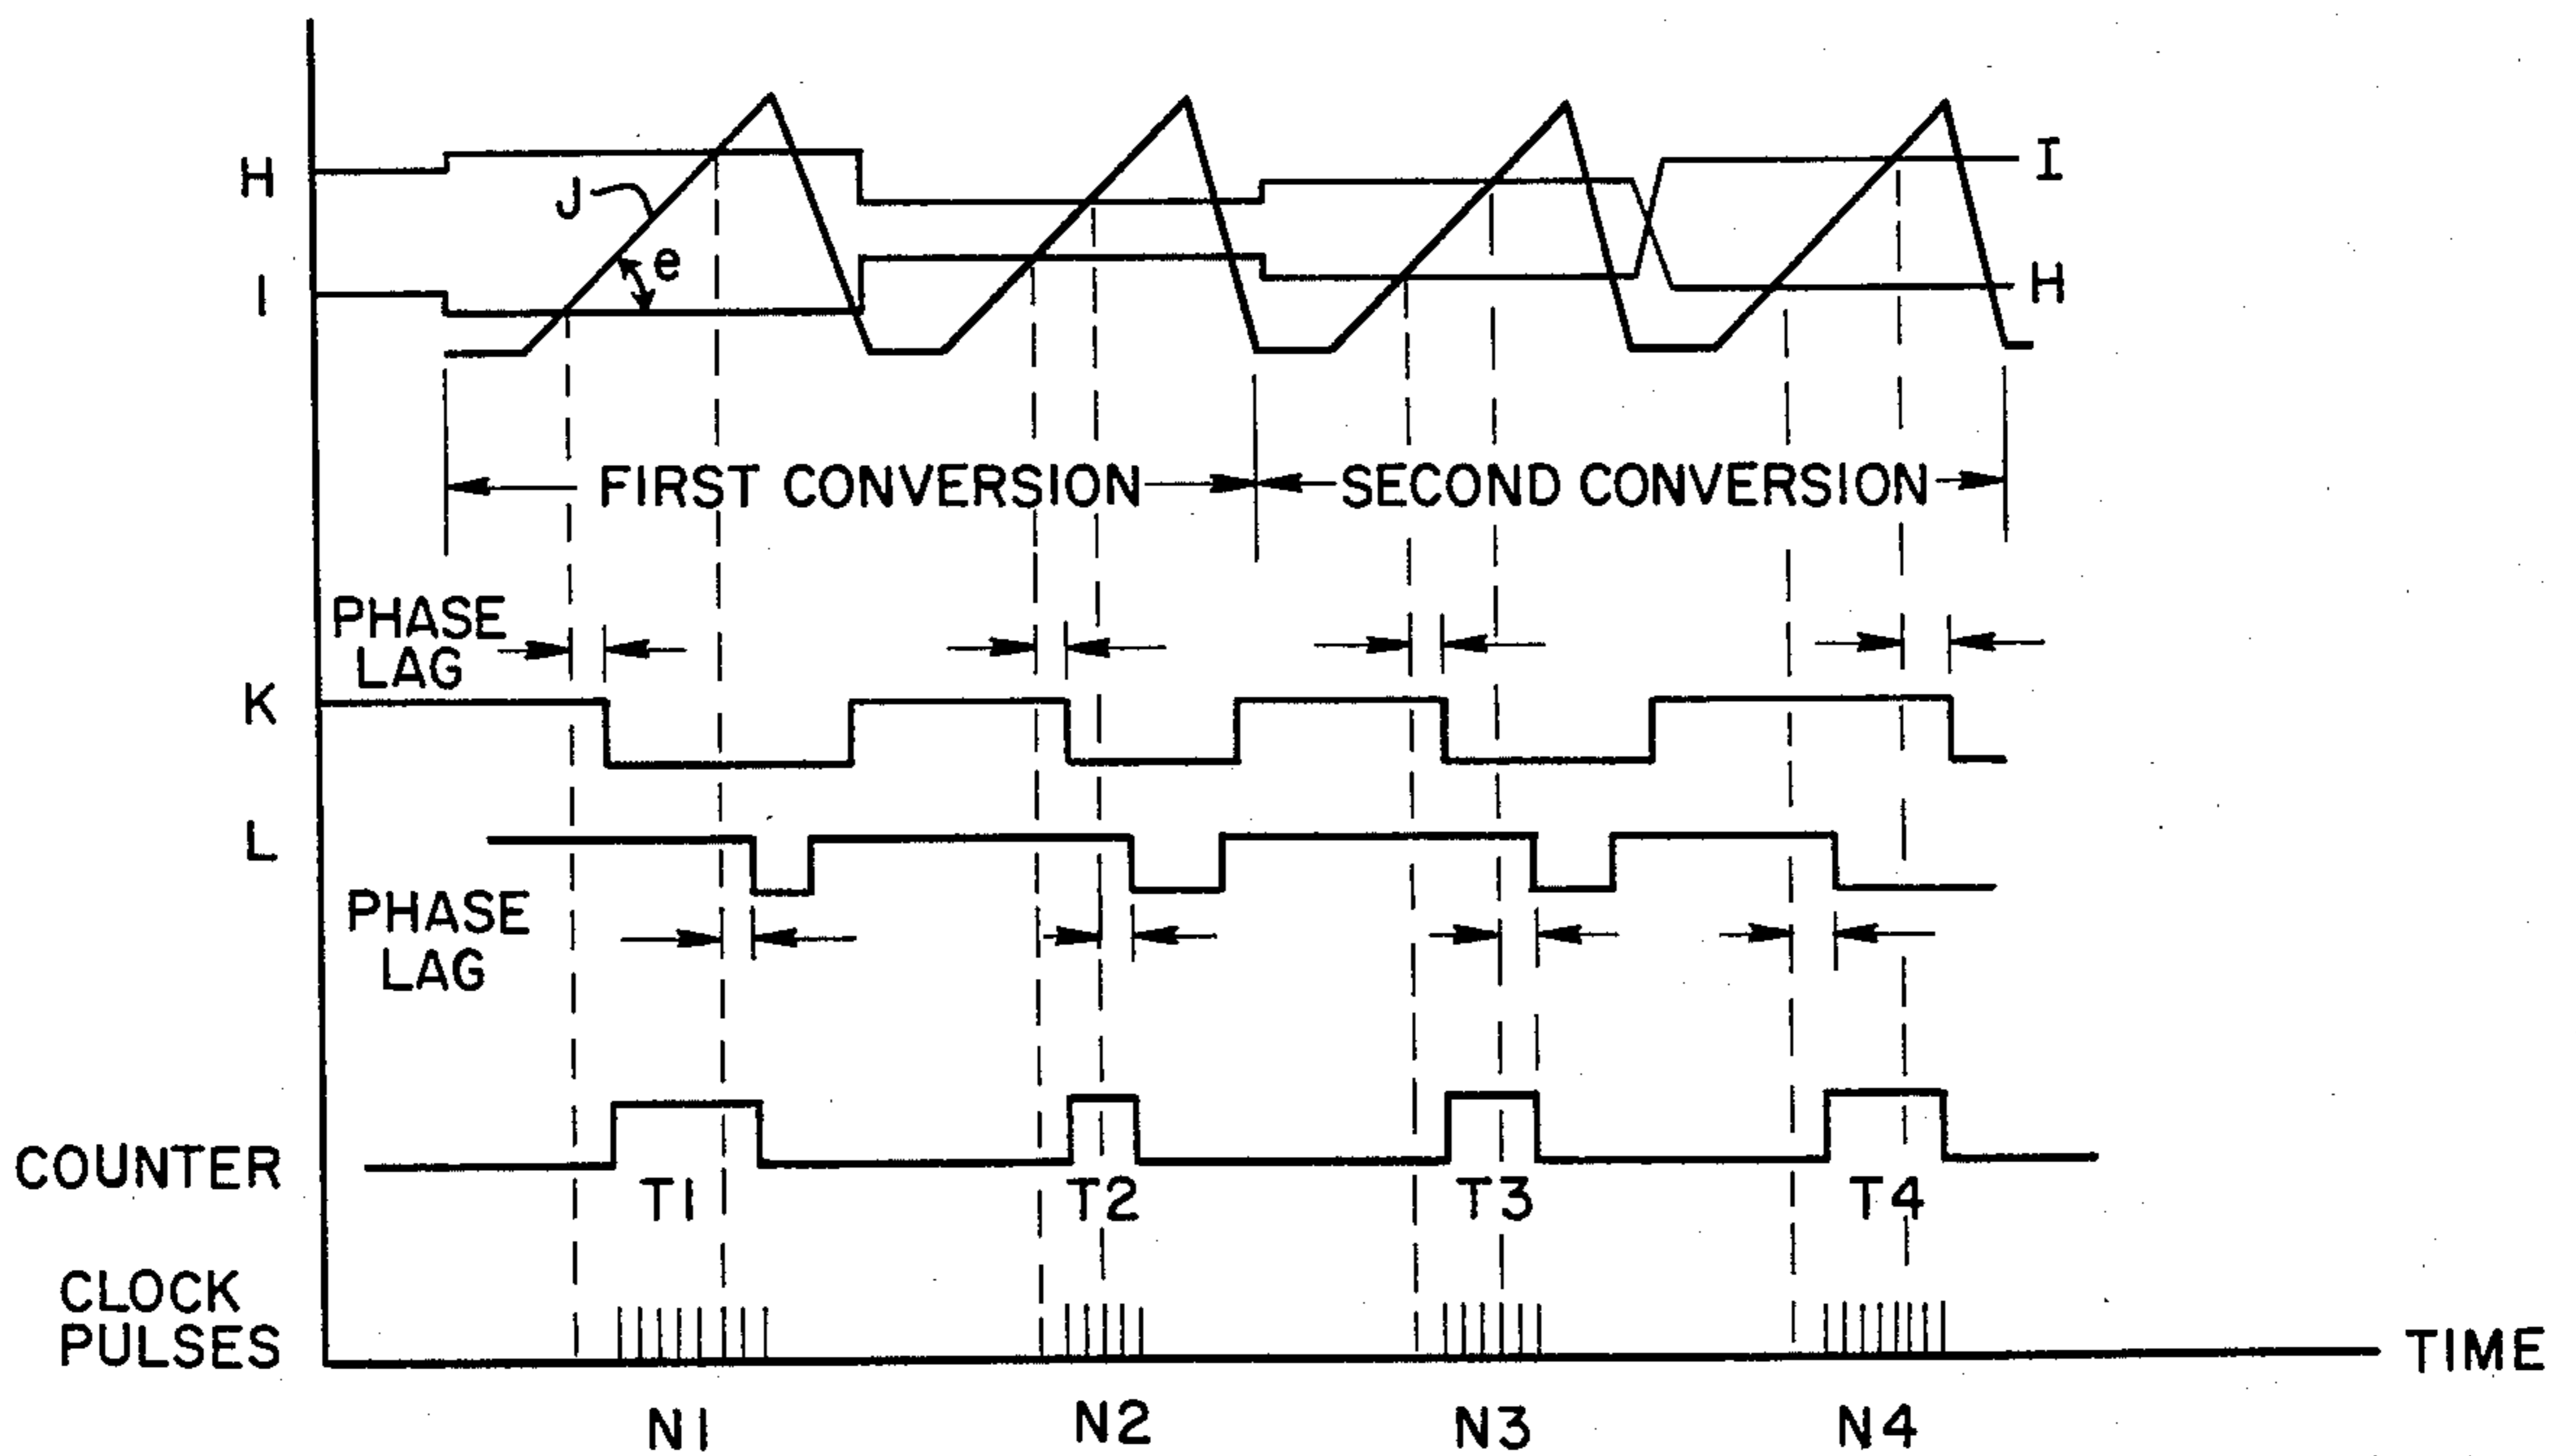 H
I
J
e
I
H
FIRST CONVERSION
SECOND CONVERSION
PHASE
LAG
K
L
PHASE
LAG
COUNTER
T1
T2
T3
T4
CLOCK
PULSES
TIME
N1
N2
N3
N4